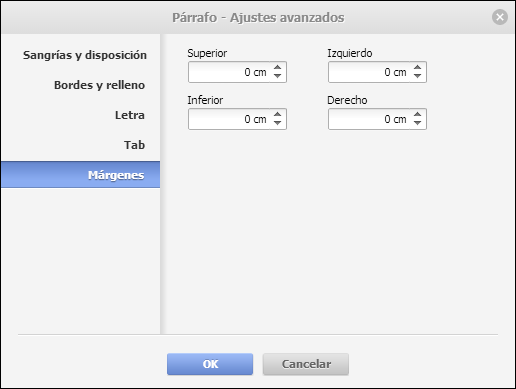 Párrafo - Ajustes avanzados
Sangrías y disposición
Bordes y relleno
Letra
Tab
Márgenes
Superior
Izquierdo
0 cm
0 cm
Inferior
Derecho
0 cm
0 cm
OK
Cancelar